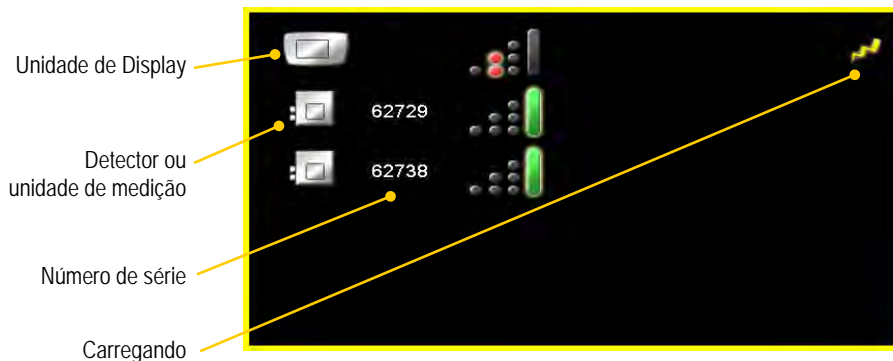 Unidade de Display
62729
Detector ou
unidade de medição
62738
Número de série
Carregando